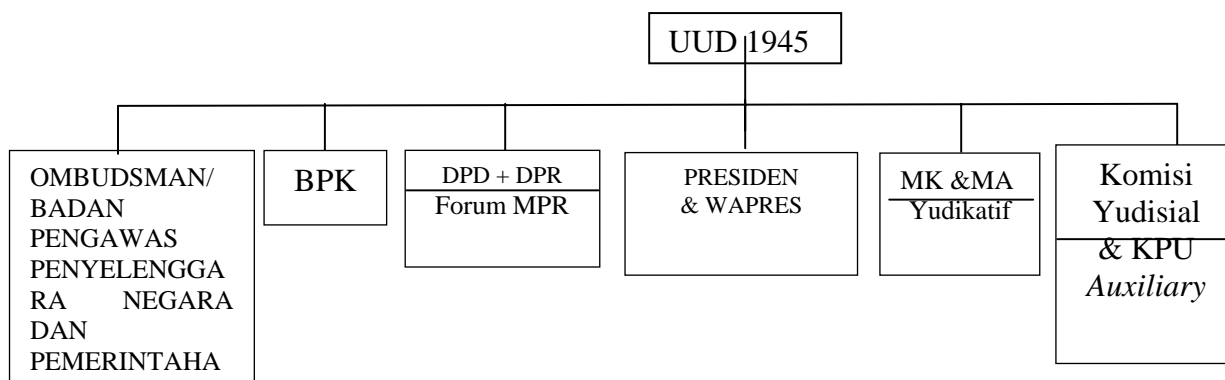 UUD 1945
OMBUDSMAN/
BADAN
PENGAWAS
PENYELENGGA
RA NEGARA
DAN
PEMERINTAHA
BPK
DPD + DPR
Forum MPR
PRESIDEN
& WAPRES
MK &MA
Yudikatif
Komisi
Yudisial
& KPU
Auxiliary